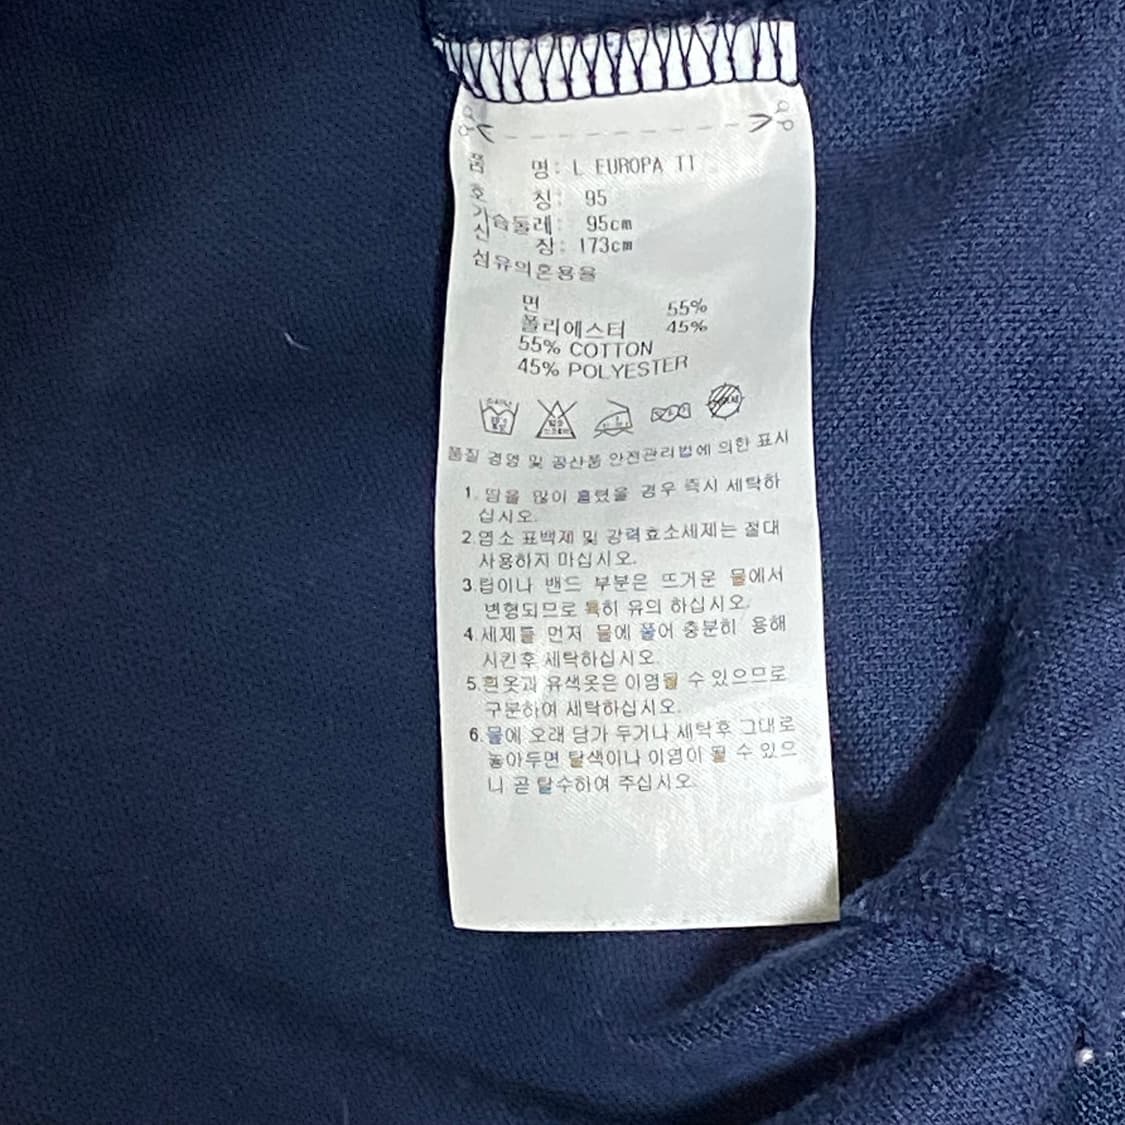 품 명: L EUROPA TT
호 칭: 95
가슴둘레: 95cm
신 장: 173cm
섬유의혼용율
면 55%
폴리에스터 45%
55% COTTON
45% POLYESTER
품질 경영 및 공산품 안전관리법에 의한 표시
1. 땀을 많이 흘렸을 경우 즉시 세탁하
십시오.
2.염소 표백제 및 강력효소세제는 절대
사용하지 마십시오.
3.립이나 밴드 부분은 뜨거운 물에서
변형되므로 특히 유의 하십시오.
4.세제를 먼저 물에 풀어 충분히 용해
시킨후 세탁하십시오.
5.흰옷과 유색옷은 이염될 수 있으므로
구분하여 세탁하십시오.
6.물에 오래 담가 두거나 세탁후 그대로
놓아두면 탈색이나 이염이 될 수 있으
니 곧 탈수하여 주십시오.